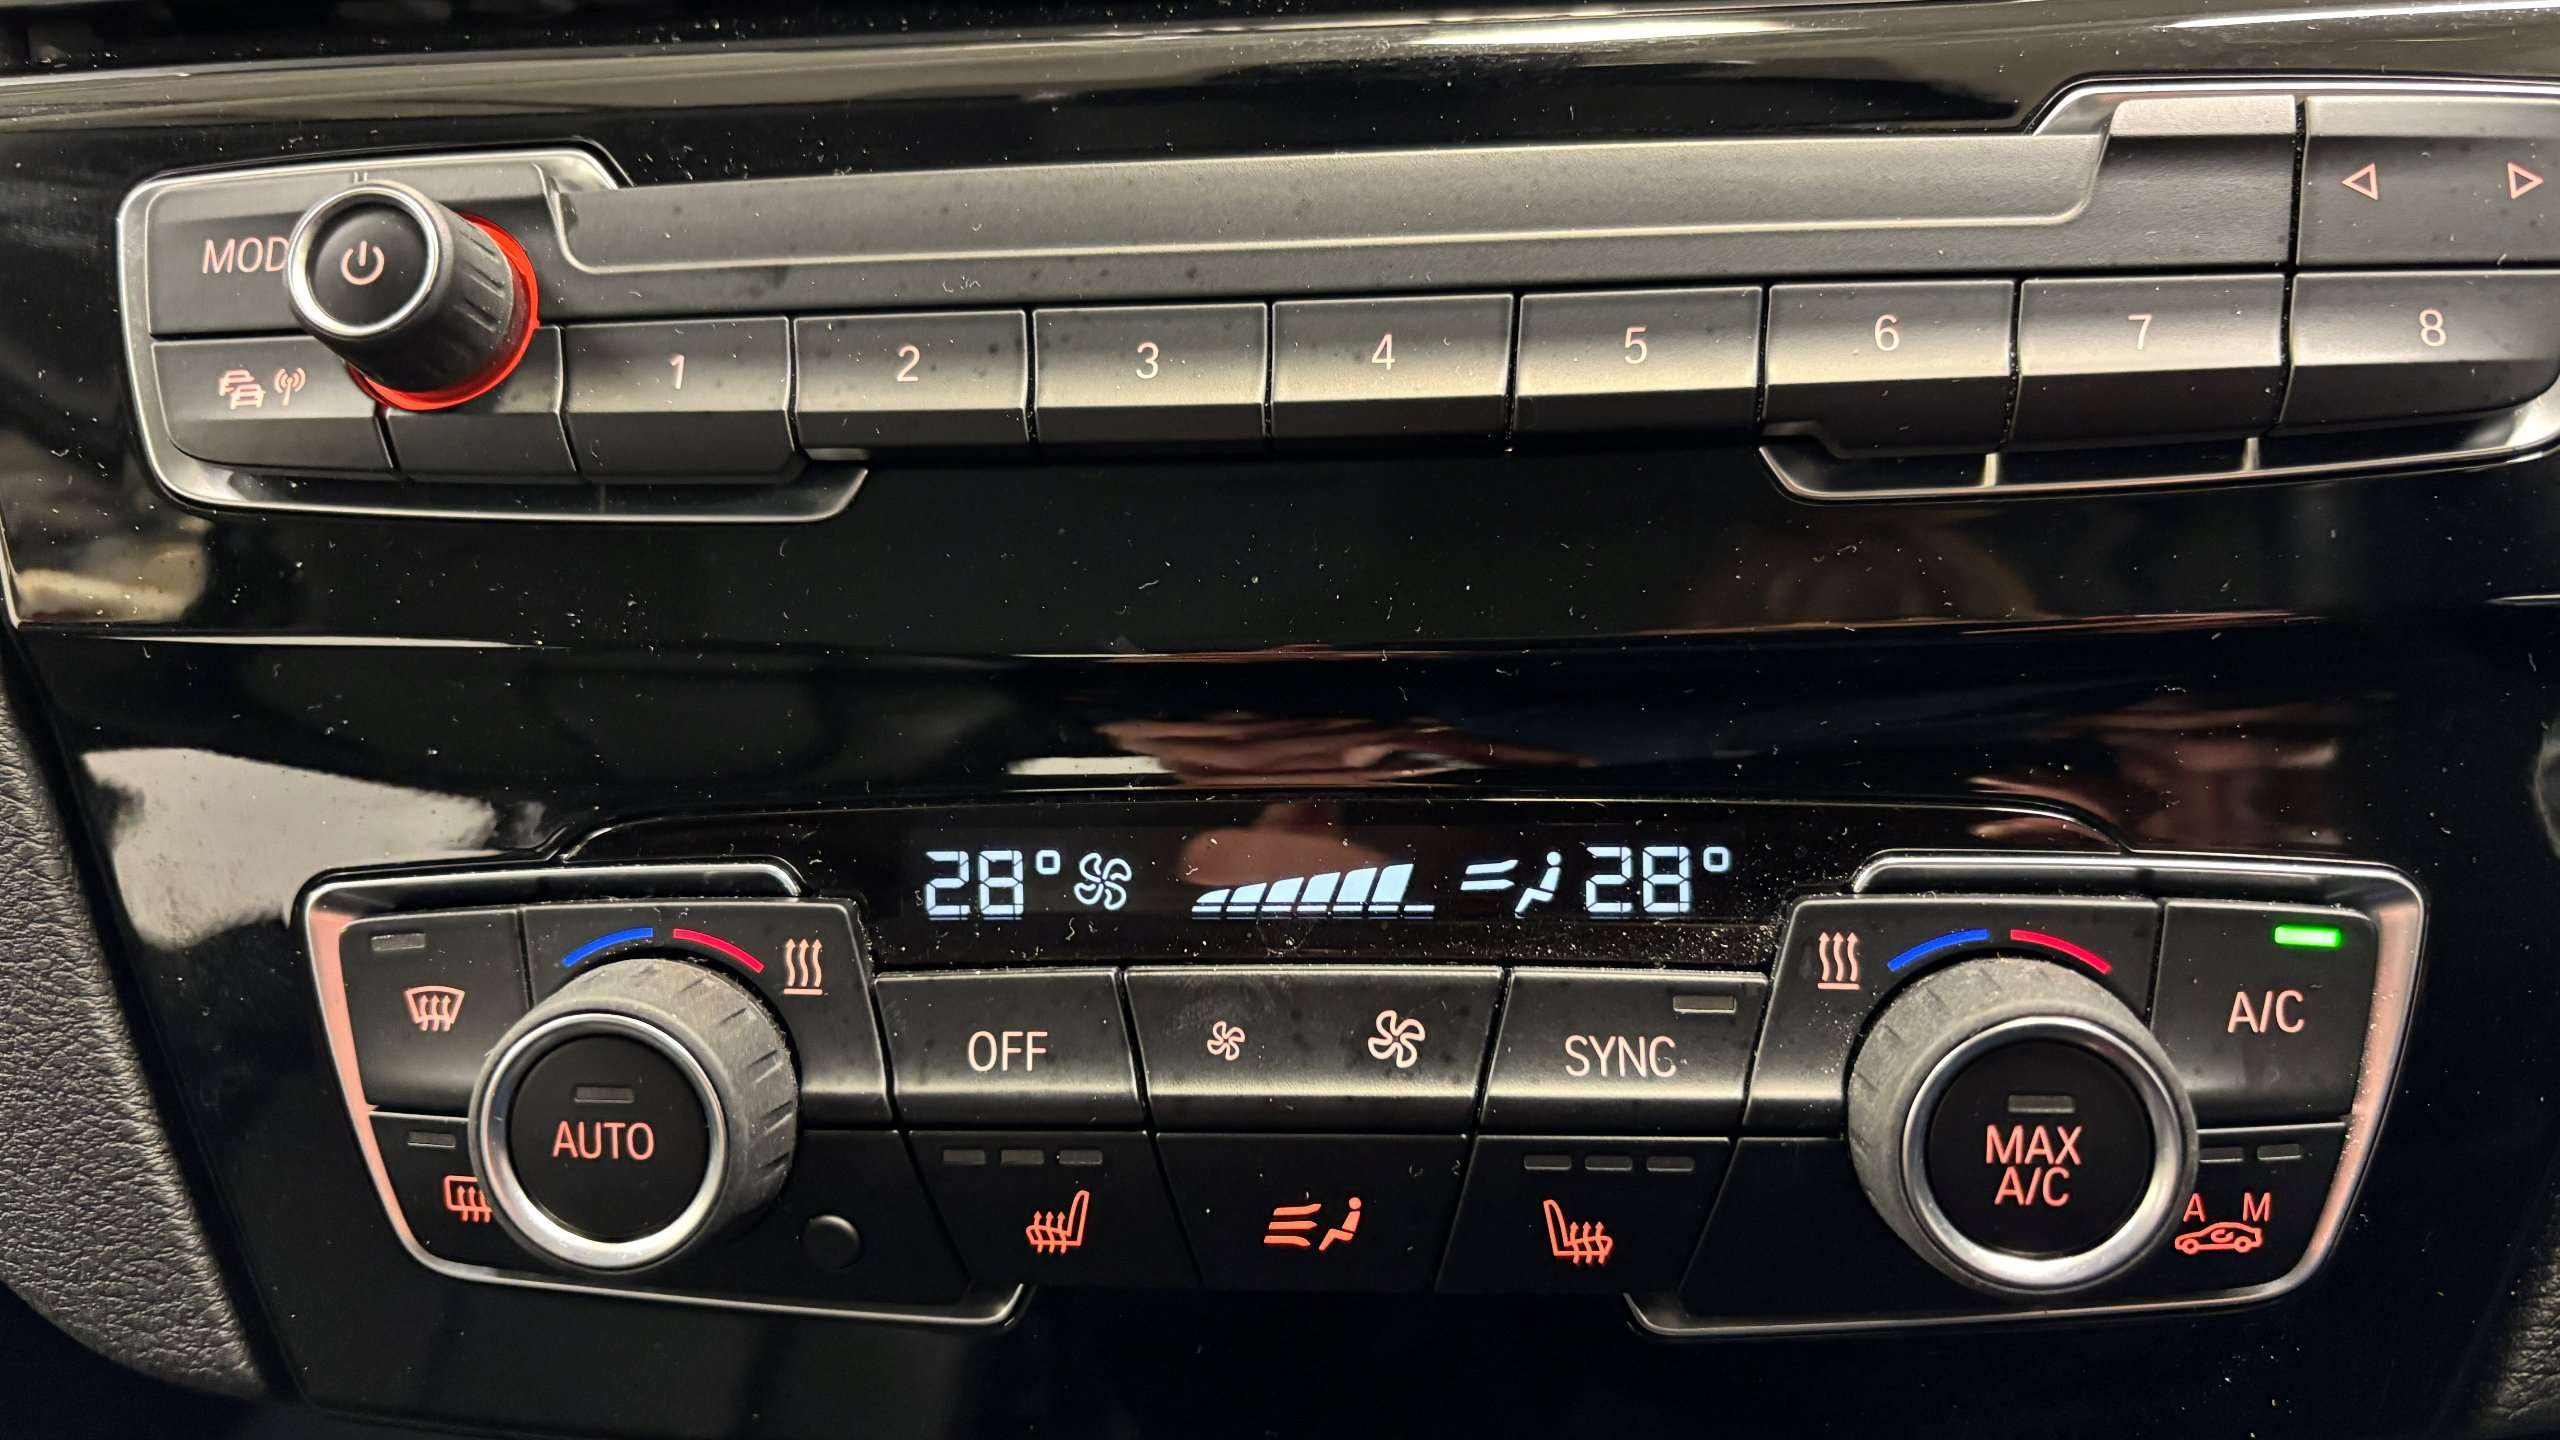 MOD
1 2 3 4 5 6 7 8
28° 28°
OFF SYNC A/C
AUTO
MAX
A/C
A M